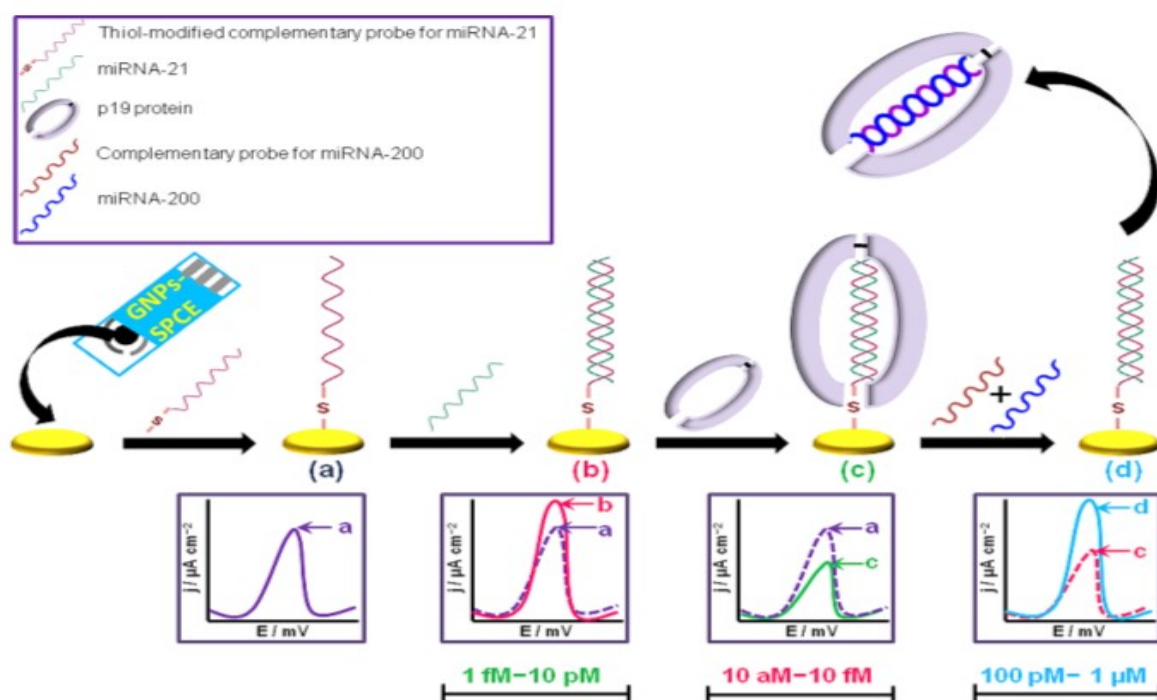 Thiol-modified complementary probe for miRNA-21
miRNA-21
p19 protein
Complementary probe for miRNA-200
miRNA-200
S
GNPs-
SPCE
S
S
S
S
S
+
(a)
(b)
(c)
(d)
j / µA cm⁻²
a
E / mV
j / µA cm⁻²
b
a
E / mV
j / µA cm⁻²
a
c
E / mV
j / µA cm⁻²
d
c
E / mV
1 fM–10 pM
10 aM–10 fM
100 pM– 1 µM